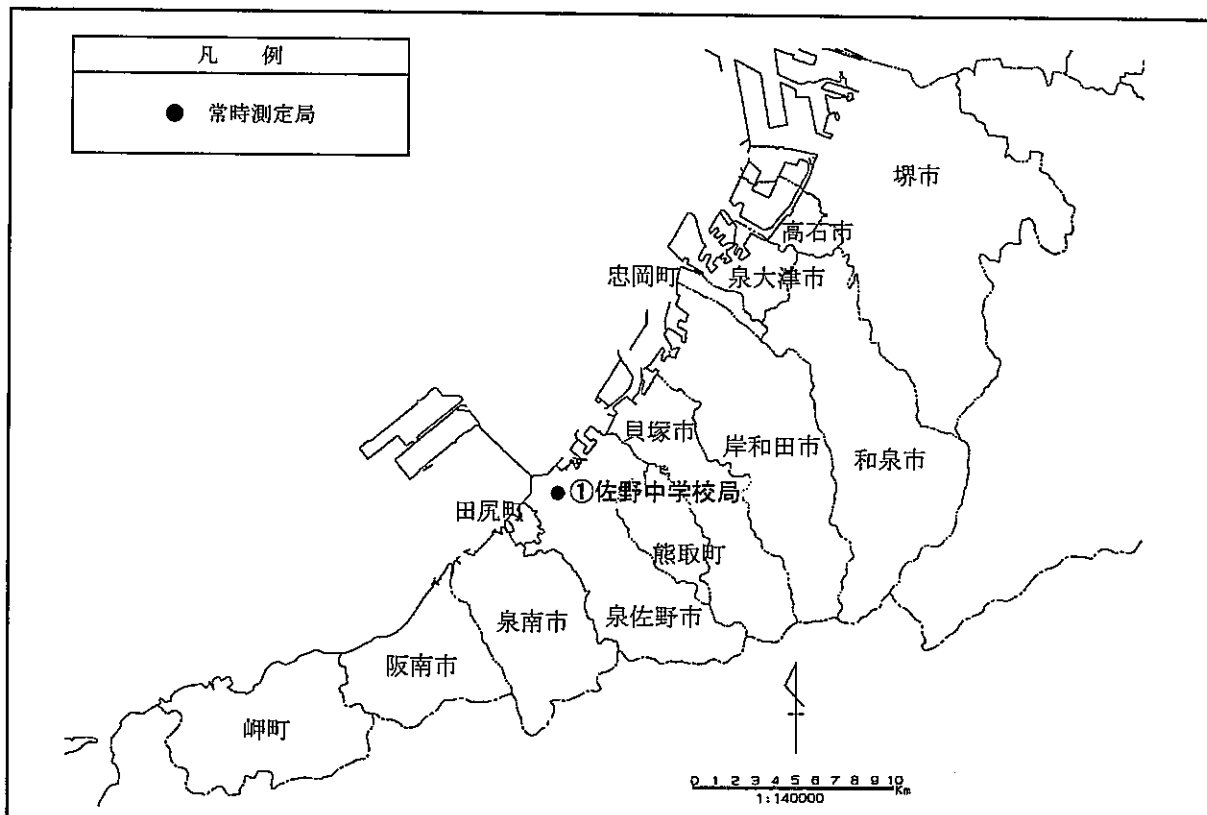 凡 例
● 常時測定局
堺市
高石市
忠岡町
泉大津市
貝塚市
岸和田市
和泉市
①佐野中学校局
田尻町
熊取町
泉南市
泉佐野市
阪南市
岬町
0 1 2 3 4 5 6 7 8 9 10
Km
1:140000